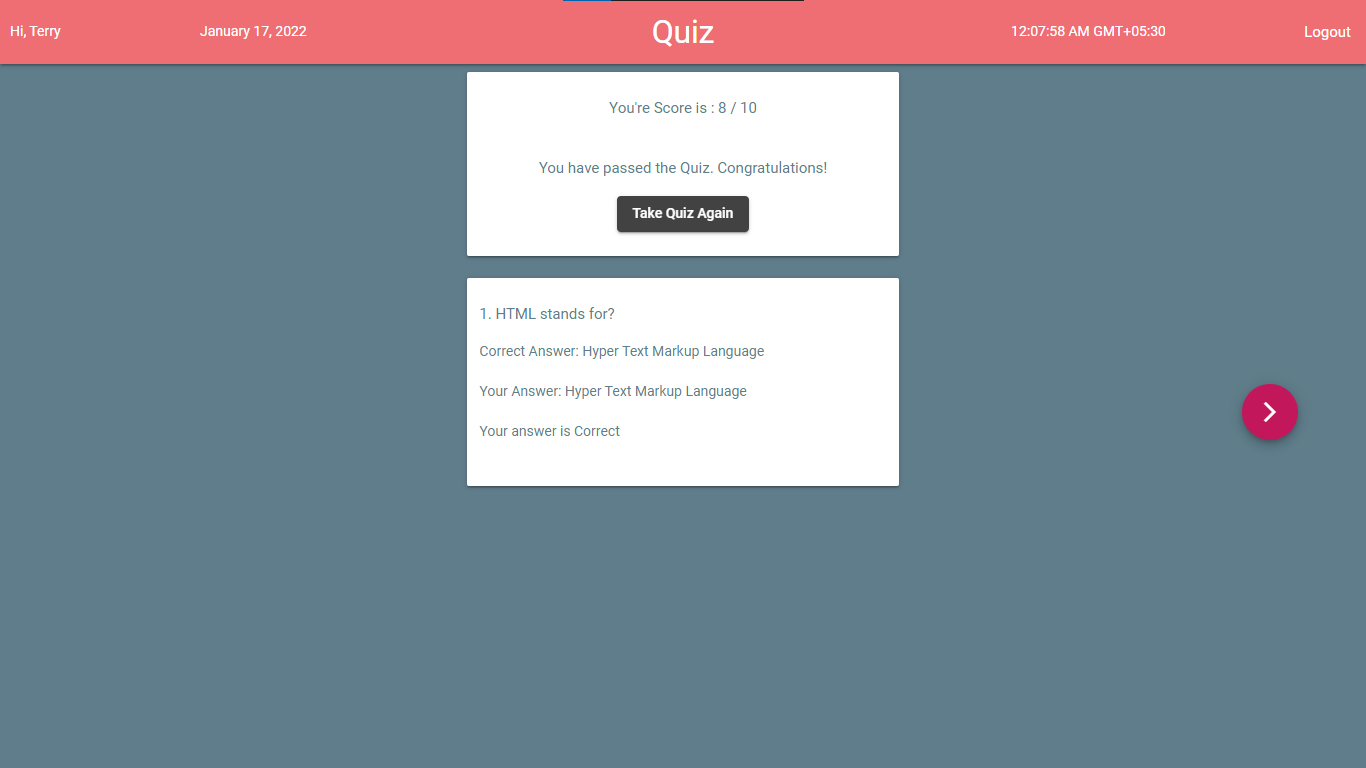 Hi, Terry
January 17, 2022
Quiz
12:07:58 AM GMT+05:30
Logout
You're Score is : 8 / 10
You have passed the Quiz. Congratulations!
Take Quiz Again
1. HTML stands for?
Correct Answer: Hyper Text Markup Language
Your Answer: Hyper Text Markup Language
Your answer is Correct